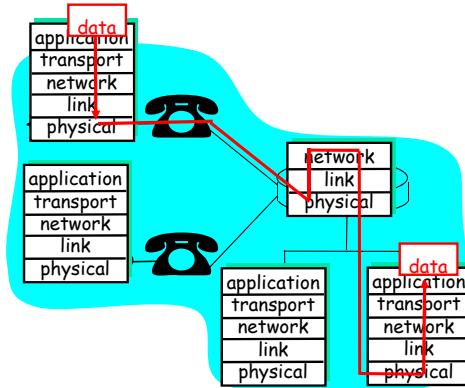 data
application
transport
network
link
physical
application
transport
network
link
physical
network
link
physical
application
transport
network
link
physical
data
application
transport
network
link
physical